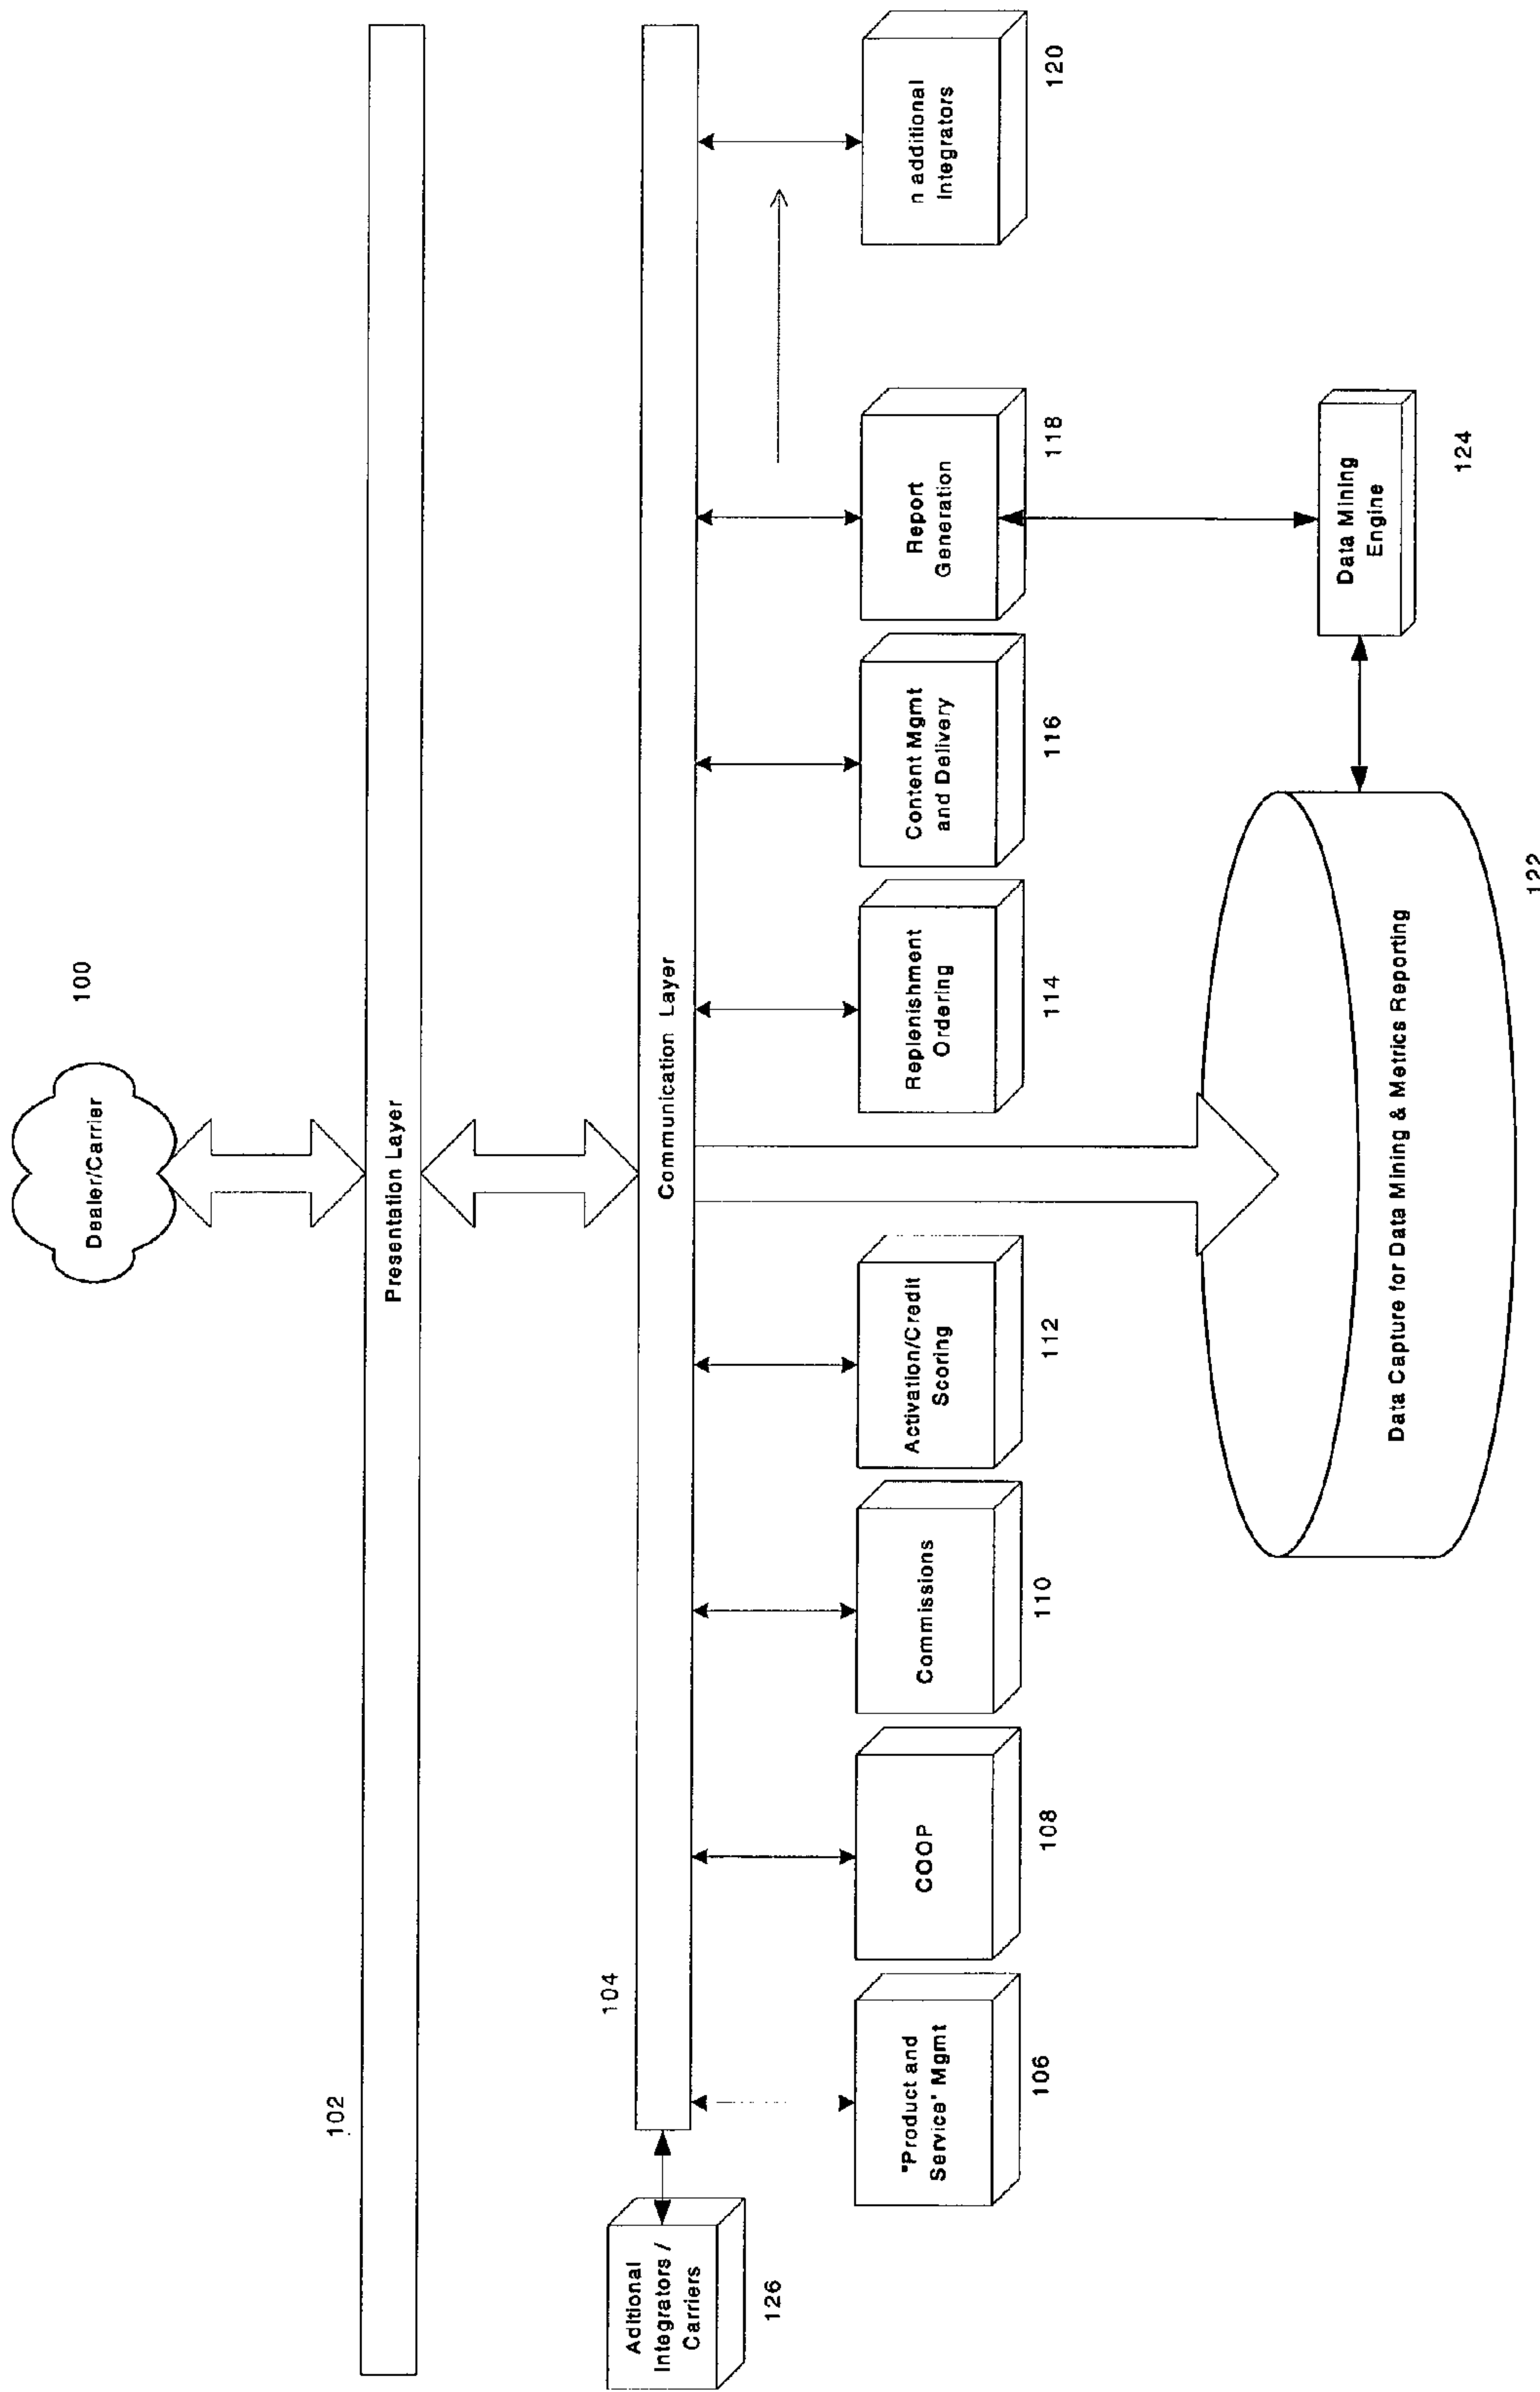 100
Dealer/Carrier
102
Presentation Layer
104
Communication Layer
Aditional
Integrators /
Carriers
126
"Product and
Service" Mgmt
106
COOP
108
Commissions
110
Activation/Credit
Scoring
112
Replenishment
Ordering
114
Content Mgmt
and Delivery
116
Report
Generation
118
n additional
integrators
120
Data Capture for Data Mining & Metrics Reporting
122
Data Mining
Engine
124